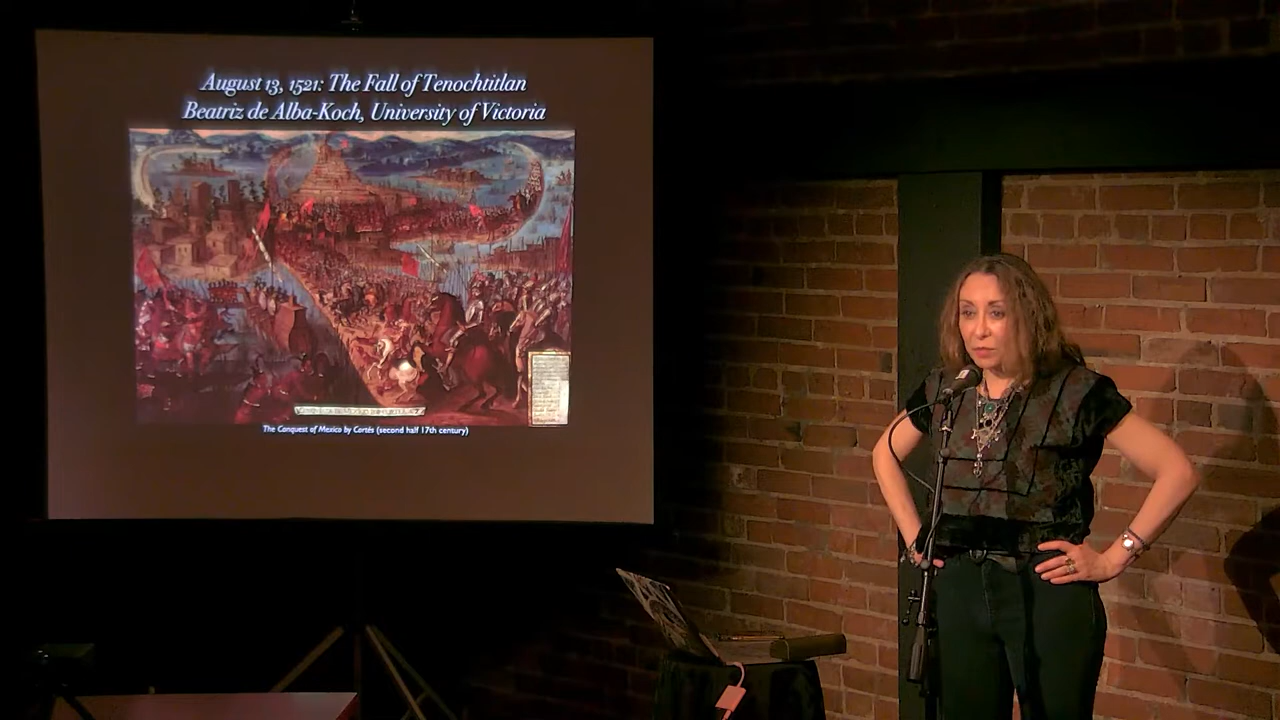 August 13, 1521: The Fall of Tenochtitlan
Beatriz de Alba-Koch, University of Victoria
The Conquest of Mexico by Cortés (second half 17th century)